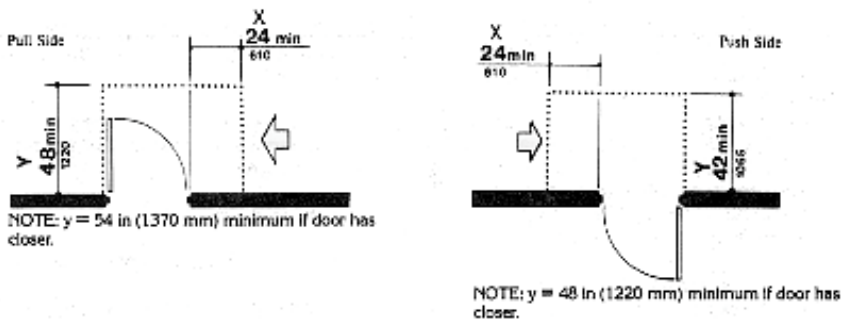 Pull Side
X
24 min
610
Y
48 min
1220
NOTE: y = 54 in (1370 mm) minimum if door has
closer.
X
24 min
610
Push Side
Y
42 min
1066
NOTE: y = 48 in (1220 mm) minimum if door has
closer.